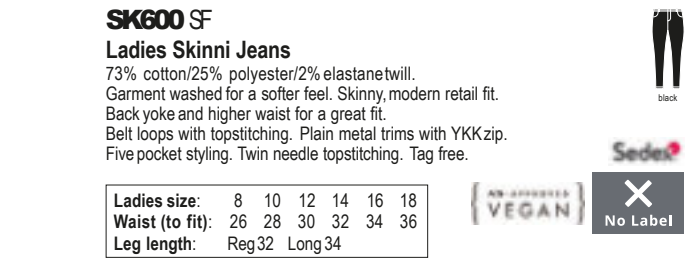 SK600 SF
Ladies Skinni Jeans
73% cotton/25% polyester/2% elastane twill.
Garment washed for a softer feel. Skinny, modern retail fit.
Back yoke and higher waist for a great fit.
Belt loops with topstitching. Plain metal trims with YKK zip.
Five pocket styling. Twin needle topstitching. Tag free.
black
Sedex
Ladies size: 8 10 12 14 16 18
Waist (to fit): 26 28 30 32 34 36
Leg length: Reg 32 Long 34
APPROVED
VEGAN
No Label